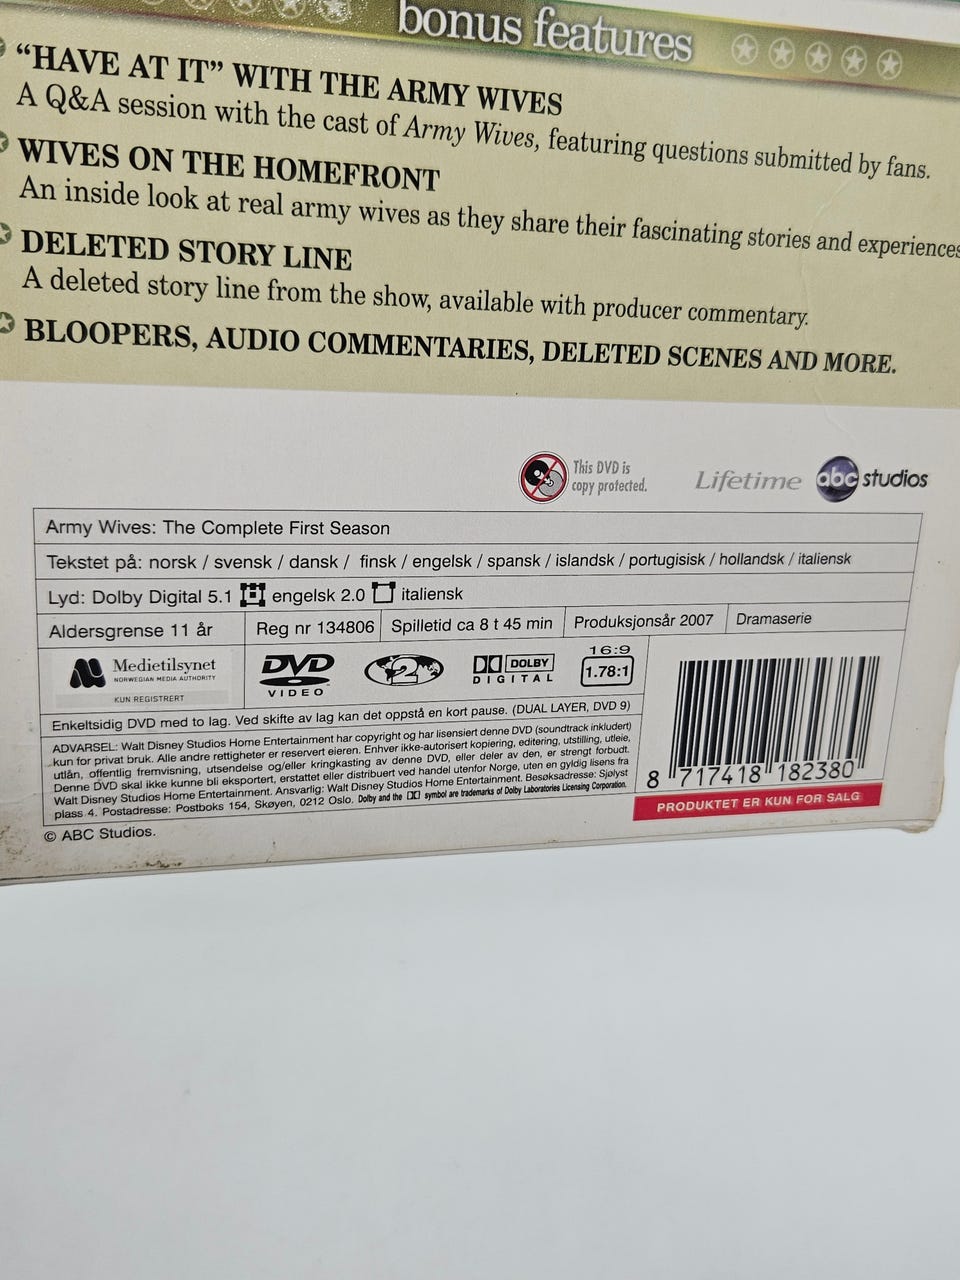 bonus features
“HAVE AT IT” WITH THE ARMY WIVES
A Q&A session with the cast of Army Wives, featuring questions submitted by fans.
WIVES ON THE HOMEFRONT
An inside look at real army wives as they share their fascinating stories and experiences
DELETED STORY LINE
A deleted story line from the show, available with producer commentary.
BLOOPERS, AUDIO COMMENTARIES, DELETED SCENES AND MORE.
This DVD is
copy protected.
Lifetime abc studios
Army Wives: The Complete First Season
Tekstet på: norsk / svensk / dansk / finsk / engelsk / spansk / islandsk / portugisisk / hollandsk / italiensk
Lyd: Dolby Digital 5.1 engelsk 2.0 italiensk
Aldersgrense 11 år Reg nr 134806 Spilletid ca 8 t 45 min Produksjonsår 2007 Dramaserie
Medietilsynet
NORWEGIAN MEDIA AUTHORITY
KUN REGISTRERT
DVD
VIDEO
2
DOLBY
DIGITAL
16:9
1.78:1
Enkeltsidig DVD med to lag. Ved skifte av lag kan det oppstå en kort pause. (DUAL LAYER, DVD 9)
ADVARSEL: Walt Disney Studios Home Entertainment har copyright og har lisensiert denne DVD (soundtrack inkludert)
kun for privat bruk. Alle andre rettigheter er reservert eieren. Enhver ikke-autorisert kopiering, editering, utstilling, utleie,
utlån, offentlig fremvisning, utsendelse og/eller kringkasting av denne DVD, eller deler av den, er strengt forbudt.
Denne DVD skal ikke kunne bli eksportert, erstattet eller distribuert ved handel utenfor Norge, uten en gyldig lisens fra
Walt Disney Studios Home Entertainment. Ansvarlig: Walt Disney Studios Home Entertainment. Besøksadresse: Sjølyst
plass 4. Postadresse: Postboks 154, Skøyen, 0212 Oslo. Dolby and the symbol are trademarks of Dolby Laboratories Licensing Corporation.
8 717418 182380
PRODUKTET ER KUN FOR SALG
© ABC Studios.